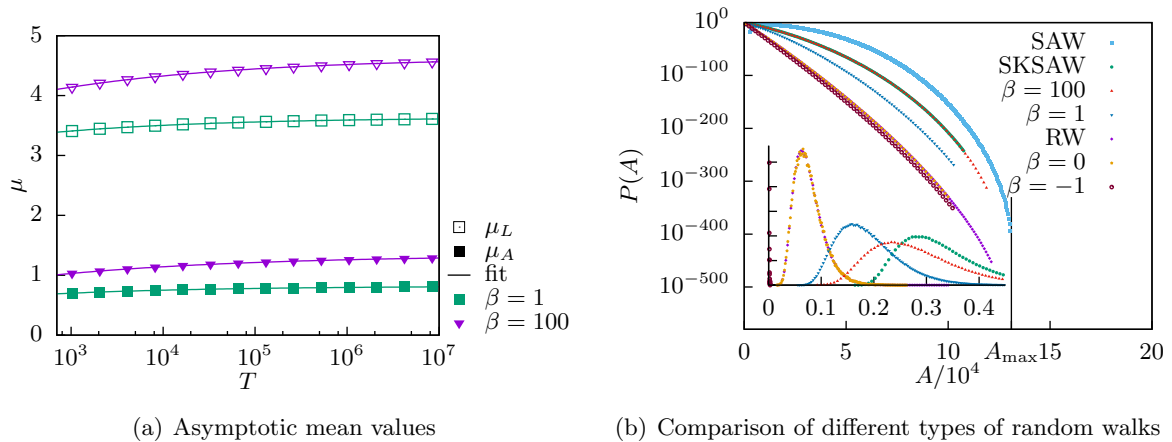 5
4
3
2
1
0
μ
10^3
10^4
10^5
10^6
10^7
T
μ_L
μ_A
fit
β = 1
β = 100
(a) Asymptotic mean values
10^0
10^−100
10^−200
10^−300
10^−400
10^−500
P(A)
SAW
SKSAW
β = 100
β = 1
RW
β = 0
β = −1
0
0.1
0.2
0.3
0.4
0
5
10
A_max
15
20
A/10^4
(b) Comparison of different types of random walks